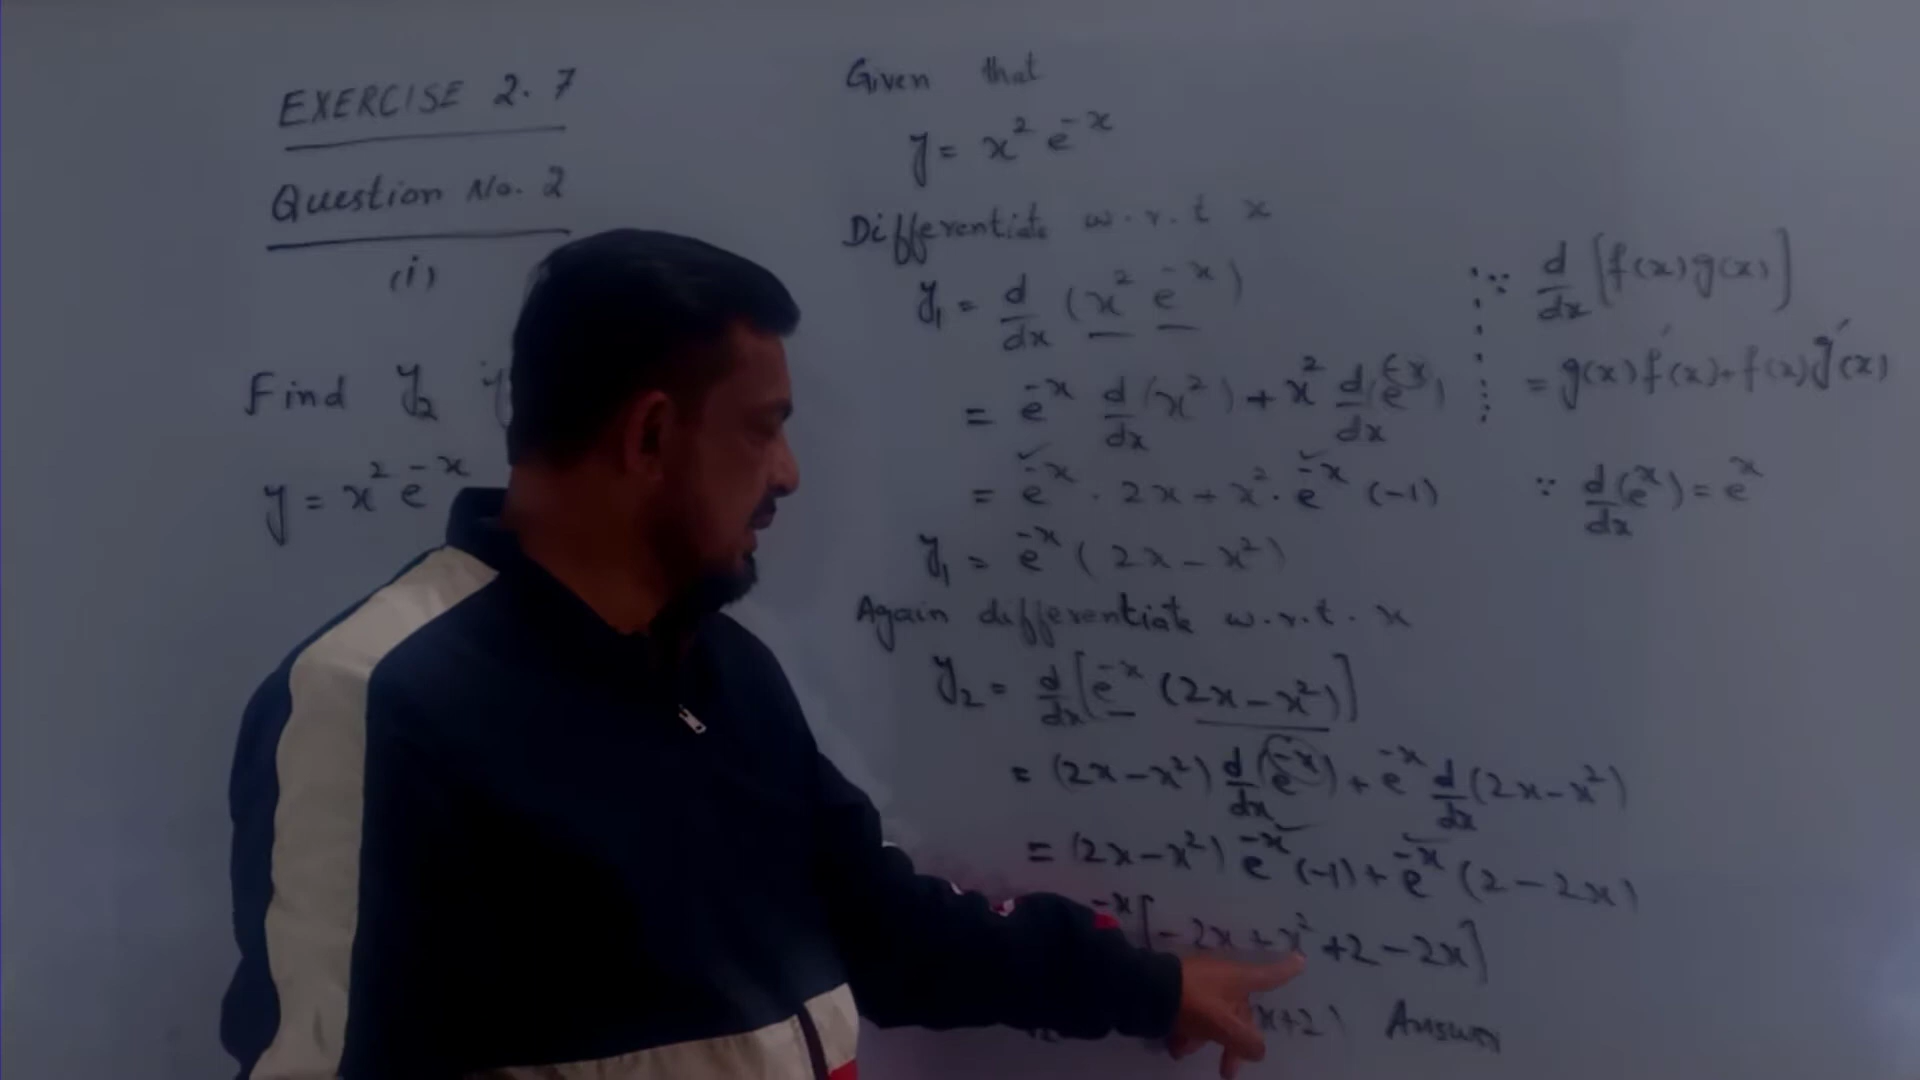 EXERCISE 2.7
Question No. 2
(i)
Find y₂
y = x² e⁻ˣ
Given that
y = x² e⁻ˣ
Differentiate w.r.t x
y₁ = d/dx (x² e⁻ˣ)
= e⁻ˣ d/dx (x²) + x² d/dx (e⁻ˣ)
= e⁻ˣ . 2x + x² . e⁻ˣ (-1)
y₁ = e⁻ˣ (2x - x²)
Again differentiate w.r.t. x
y₂ = d/dx [e⁻ˣ (2x - x²)]
= (2x - x²) d/dx (e⁻ˣ) + e⁻ˣ d/dx (2x - x²)
= (2x - x²) e⁻ˣ (-1) + e⁻ˣ (2 - 2x)
⁻ˣ [-2x + x² + 2 - 2x]
x+2) Answer
∵ d/dx [f(x) g(x)]
= g(x) f′(x) + f(x) g′(x)
∵ d/dx (eˣ) = eˣ